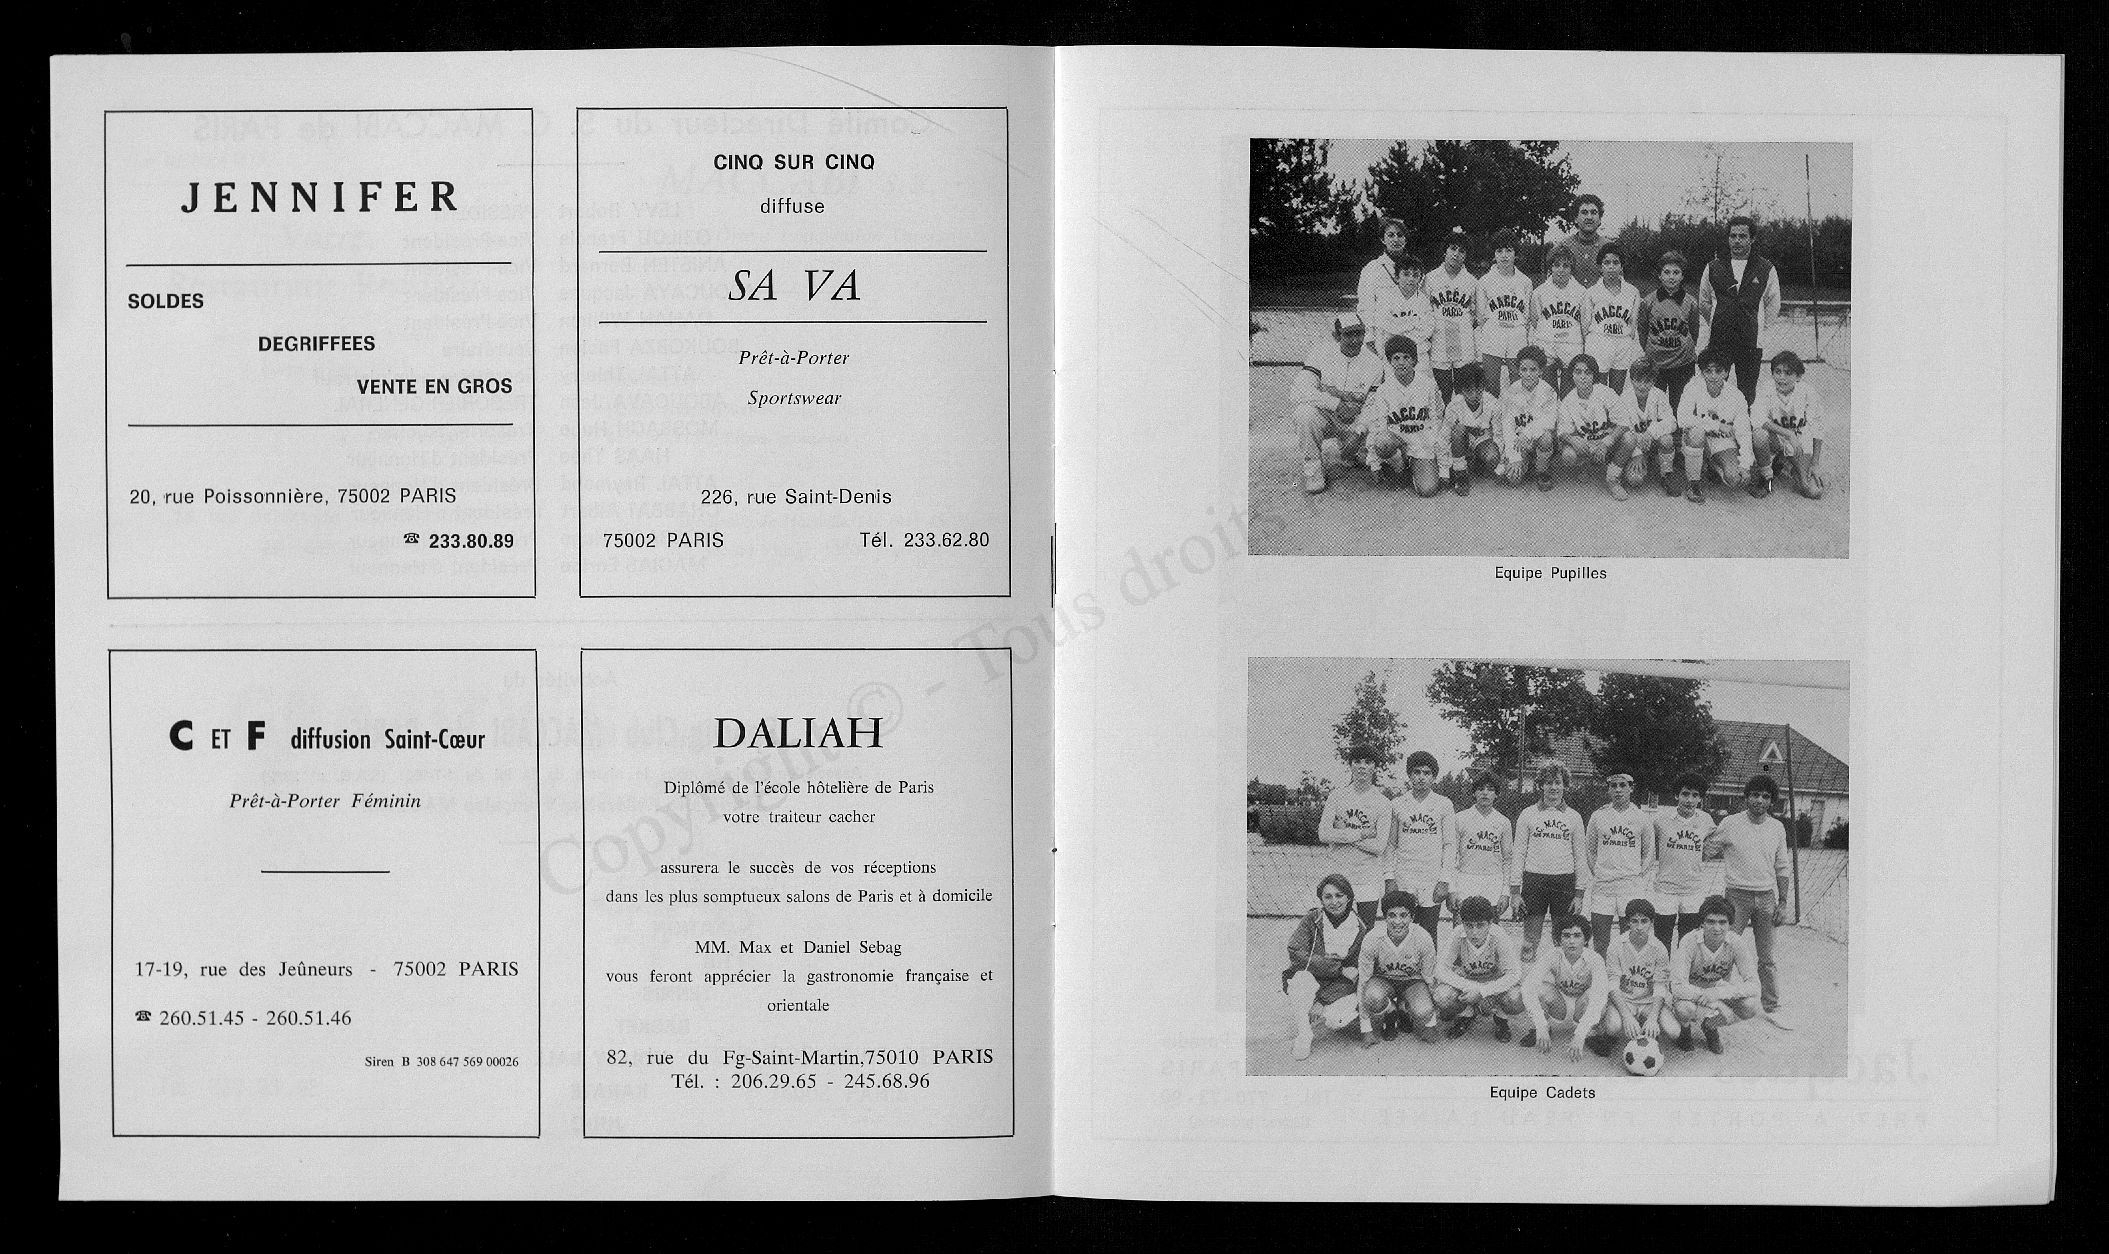 JENNIFER
SOLDES
DEGRIFFEES
VENTE EN GROS
20, rue Poissonnière, 75002 PARIS
☎ 233.80.89
CINQ SUR CINQ
diffuse
SA VA
Prêt-à-Porter
Sportswear
226, rue Saint-Denis
75002 PARIS Tél. 233.62.80
C ET F diffusion Saint-Cœur
Prêt-à-Porter Féminin
17-19, rue des Jeûneurs - 75002 PARIS
☎ 260.51.45 - 260.51.46
Siren B 308 647 569 00026
DALIAH
Diplômé de l'école hôtelière de Paris
votre traiteur cacher
assurera le succès de vos réceptions
dans les plus somptueux salons de Paris et à domicile
MM. Max et Daniel Sebag
vous feront apprécier la gastronomie française et
orientale
82, rue du Fg-Saint-Martin,75010 PARIS
Tél. : 206.29.65 - 245.68.96
Copyright © - Tous droits
MACCABI
PARIS
Equipe Pupilles
Equipe Cadets